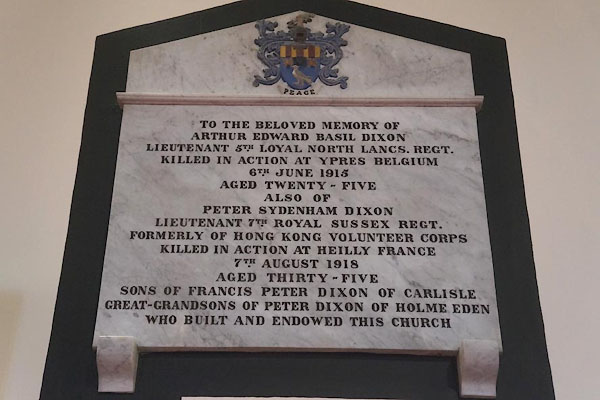 PEACE
TO THE BELOVED MEMORY OF
ARTHUR EDWARD BASIL DIXON
LIEUTENANT 5TH LOYAL NORTH LANCS. REGT.
KILLED IN ACTION AT YPRES BELGIUM
6TH JUNE 1915
AGED TWENTY-FIVE
ALSO OF
PETER SYDENHAM DIXON
LIEUTENANT 7TH ROYAL SUSSEX REGT.
FORMERLY OF HONG KONG VOLUNTEER CORPS
KILLED IN ACTION AT HEILLY FRANCE
7TH AUGUST 1918
AGED THIRTY-FIVE
SONS OF FRANCIS PETER DIXON OF CARLISLE
GREAT-GRANDSONS OF PETER DIXON OF HOLME EDEN
WHO BUILT AND ENDOWED THIS CHURCH